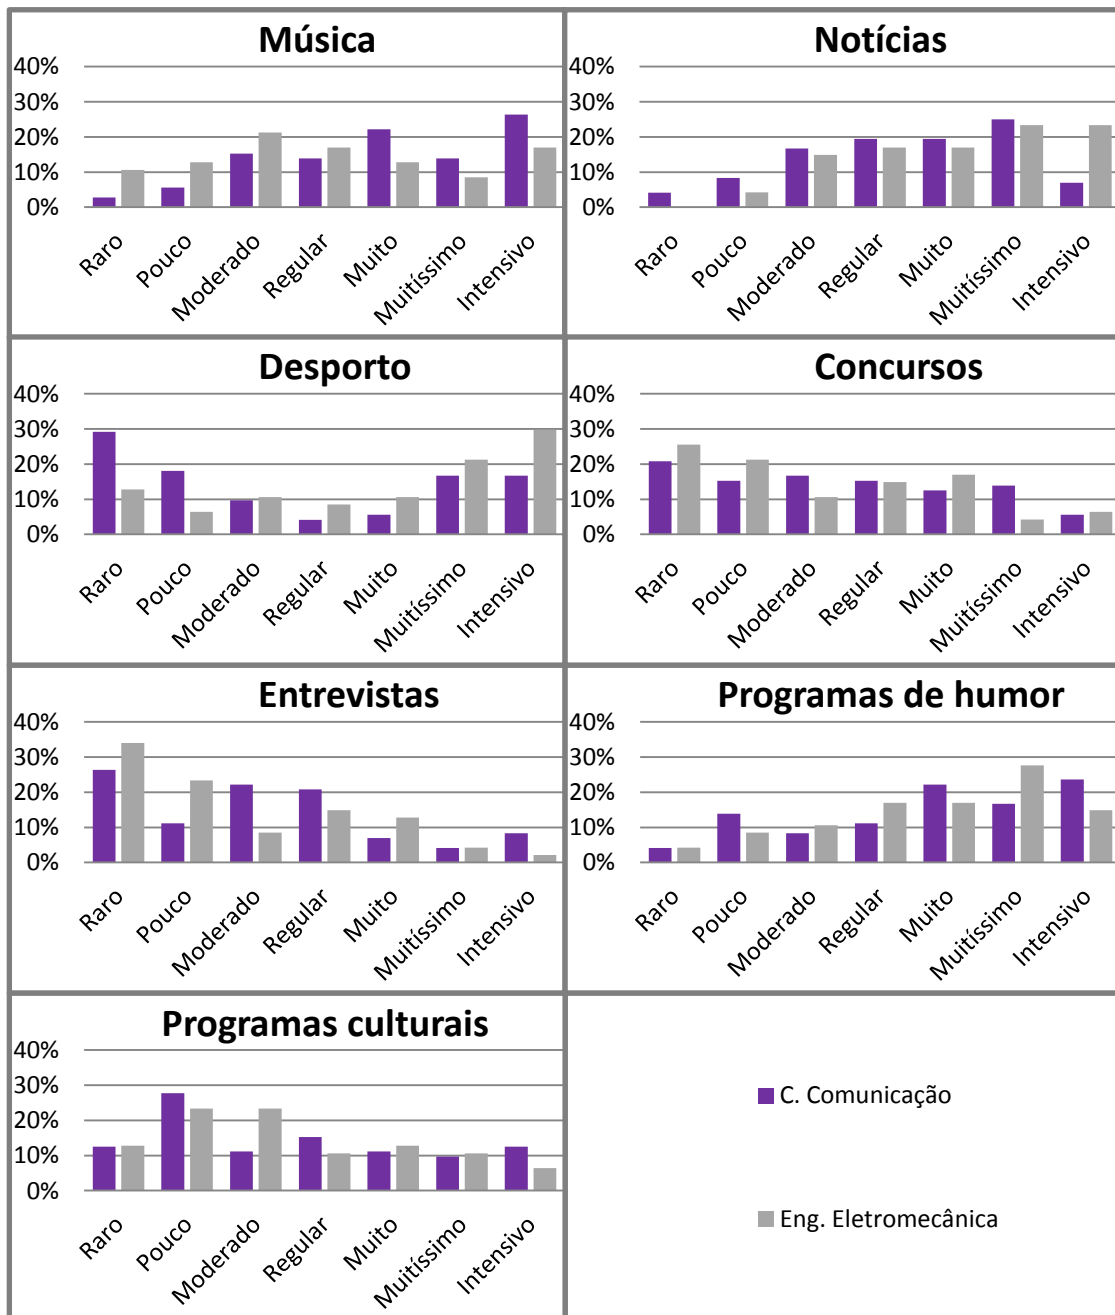 Música
40%
30%
20%
10%
0%
Raro
Pouco
Moderado
Regular
Muito
Muitíssimo
Intensivo
Notícias
40%
30%
20%
10%
0%
Raro
Pouco
Moderado
Regular
Muito
Muitíssimo
Intensivo
Desporto
40%
30%
20%
10%
0%
Raro
Pouco
Moderado
Regular
Muito
Muitíssimo
Intensivo
Concursos
40%
30%
20%
10%
0%
Raro
Pouco
Moderado
Regular
Muito
Muitíssimo
Intensivo
Entrevistas
40%
30%
20%
10%
0%
Raro
Pouco
Moderado
Regular
Muito
Muitíssimo
Intensivo
Programas de humor
40%
30%
20%
10%
0%
Raro
Pouco
Moderado
Regular
Muito
Muitíssimo
Intensivo
Programas culturais
40%
30%
20%
10%
0%
Raro
Pouco
Moderado
Regular
Muito
Muitíssimo
Intensivo
C. Comunicação
Eng. Eletromecânica